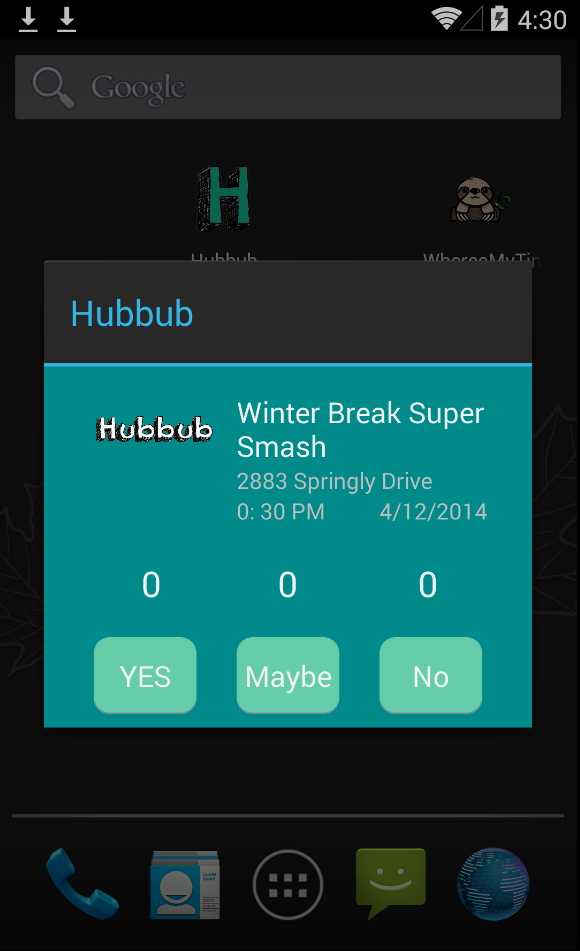 4:30
Google
H
Hubbub
Hubbub
Hubbub
Winter Break Super
Smash
2883 Springly Drive
0: 30 PM 4/12/2014
0 0 0
YES Maybe No